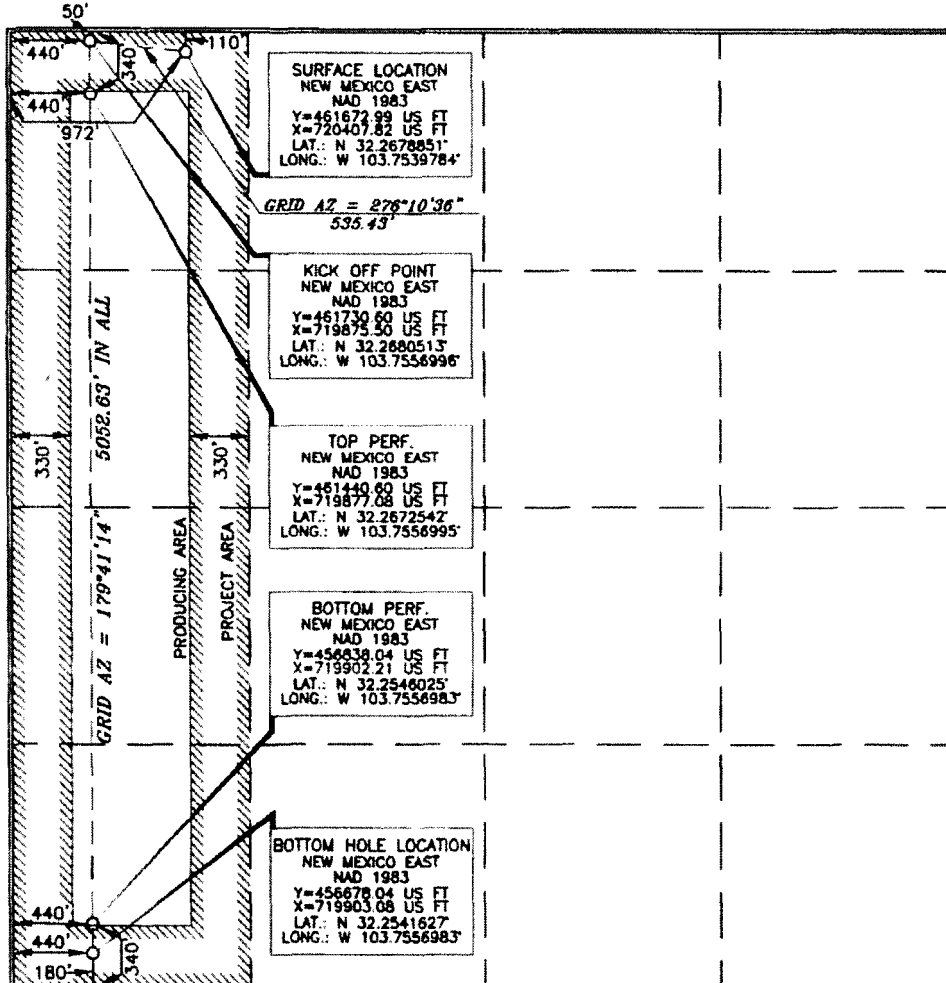 50'
440'
110'
340'
440'
972'
SURFACE LOCATION
NEW MEXICO EAST
NAD 1983
Y=461672.99 US FT
X=720407.82 US FT
LAT.: N 32.2678851°
LONG.: W 103.7539784°
GRID AZ = 276°10'36"
535.43'
KICK OFF POINT
NEW MEXICO EAST
NAD 1983
Y=461730.60 US FT
X=719875.50 US FT
LAT.: N 32.2680513°
LONG.: W 103.7556996°
GRID AZ = 179°41'14" 5052.63' IN ALL
330'
330'
PRODUCING AREA
PROJECT AREA
TOP PERF.
NEW MEXICO EAST
NAD 1983
Y=461440.60 US FT
X=719877.08 US FT
LAT.: N 32.2672542°
LONG.: W 103.7556995°
BOTTOM PERF.
NEW MEXICO EAST
NAD 1983
Y=456838.04 US FT
X=719902.21 US FT
LAT.: N 32.2546025°
LONG.: W 103.7556983°
BOTTOM HOLE LOCATION
NEW MEXICO EAST
NAD 1983
Y=456678.04 US FT
X=719903.08 US FT
LAT.: N 32.2541627°
LONG.: W 103.7556983°
440'
440'
340'
180'